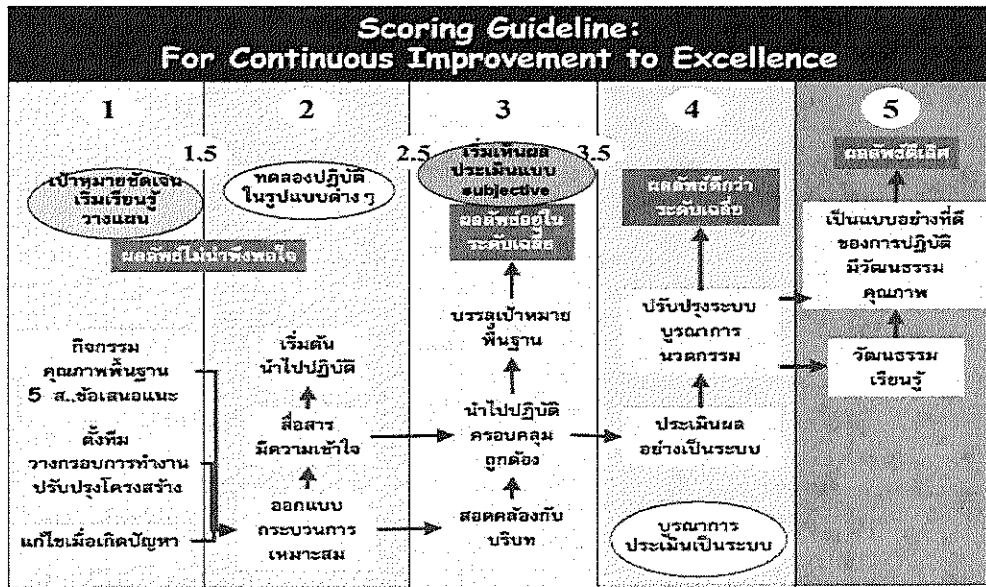 Scoring Guideline:
For Continuous Improvement to Excellence
1
1.5
2
2.5
3
3.5
4
5
เป้าหมายชัดเจน
เริ่มเรียนรู้
วางแผน
ทดลองปฏิบัติ
ในรูปแบบต่าง ๆ
ผลลัพธ์ไม่น่าพึงพอใจ
เริ่มเห็นผล
ประเมินแบบ
subjective
ผลลัพธ์อยู่ใน
ระดับเฉลี่ย
ผลลัพธ์ดีกว่า
ระดับเฉลี่ย
ผลลัพธ์ดีเลิศ
กิจกรรม
คุณภาพพื้นฐาน
5 ส.,ข้อเสนอแนะ
ตั้งทีม
วางกรอบการทำงาน
ปรับปรุงโครงสร้าง
แก้ไขเมื่อเกิดปัญหา
เริ่มต้น
นำไปปฏิบัติ
สื่อสาร
มีความเข้าใจ
ออกแบบ
กระบวนการ
เหมาะสม
บรรลุเป้าหมาย
พื้นฐาน
นำไปปฏิบัติ
ครอบคลุม
ถูกต้อง
สอดคล้องกับ
บริบท
ปรับปรุงระบบ
บูรณาการ
นวตกรรม
ประเมินผล
อย่างเป็นระบบ
บูรณาการ
ประเมินเป็นระบบ
เป็นแบบอย่างที่ดี
ของการปฏิบัติ
มีวัฒนธรรม
คุณภาพ
วัฒนธรรม
เรียนรู้